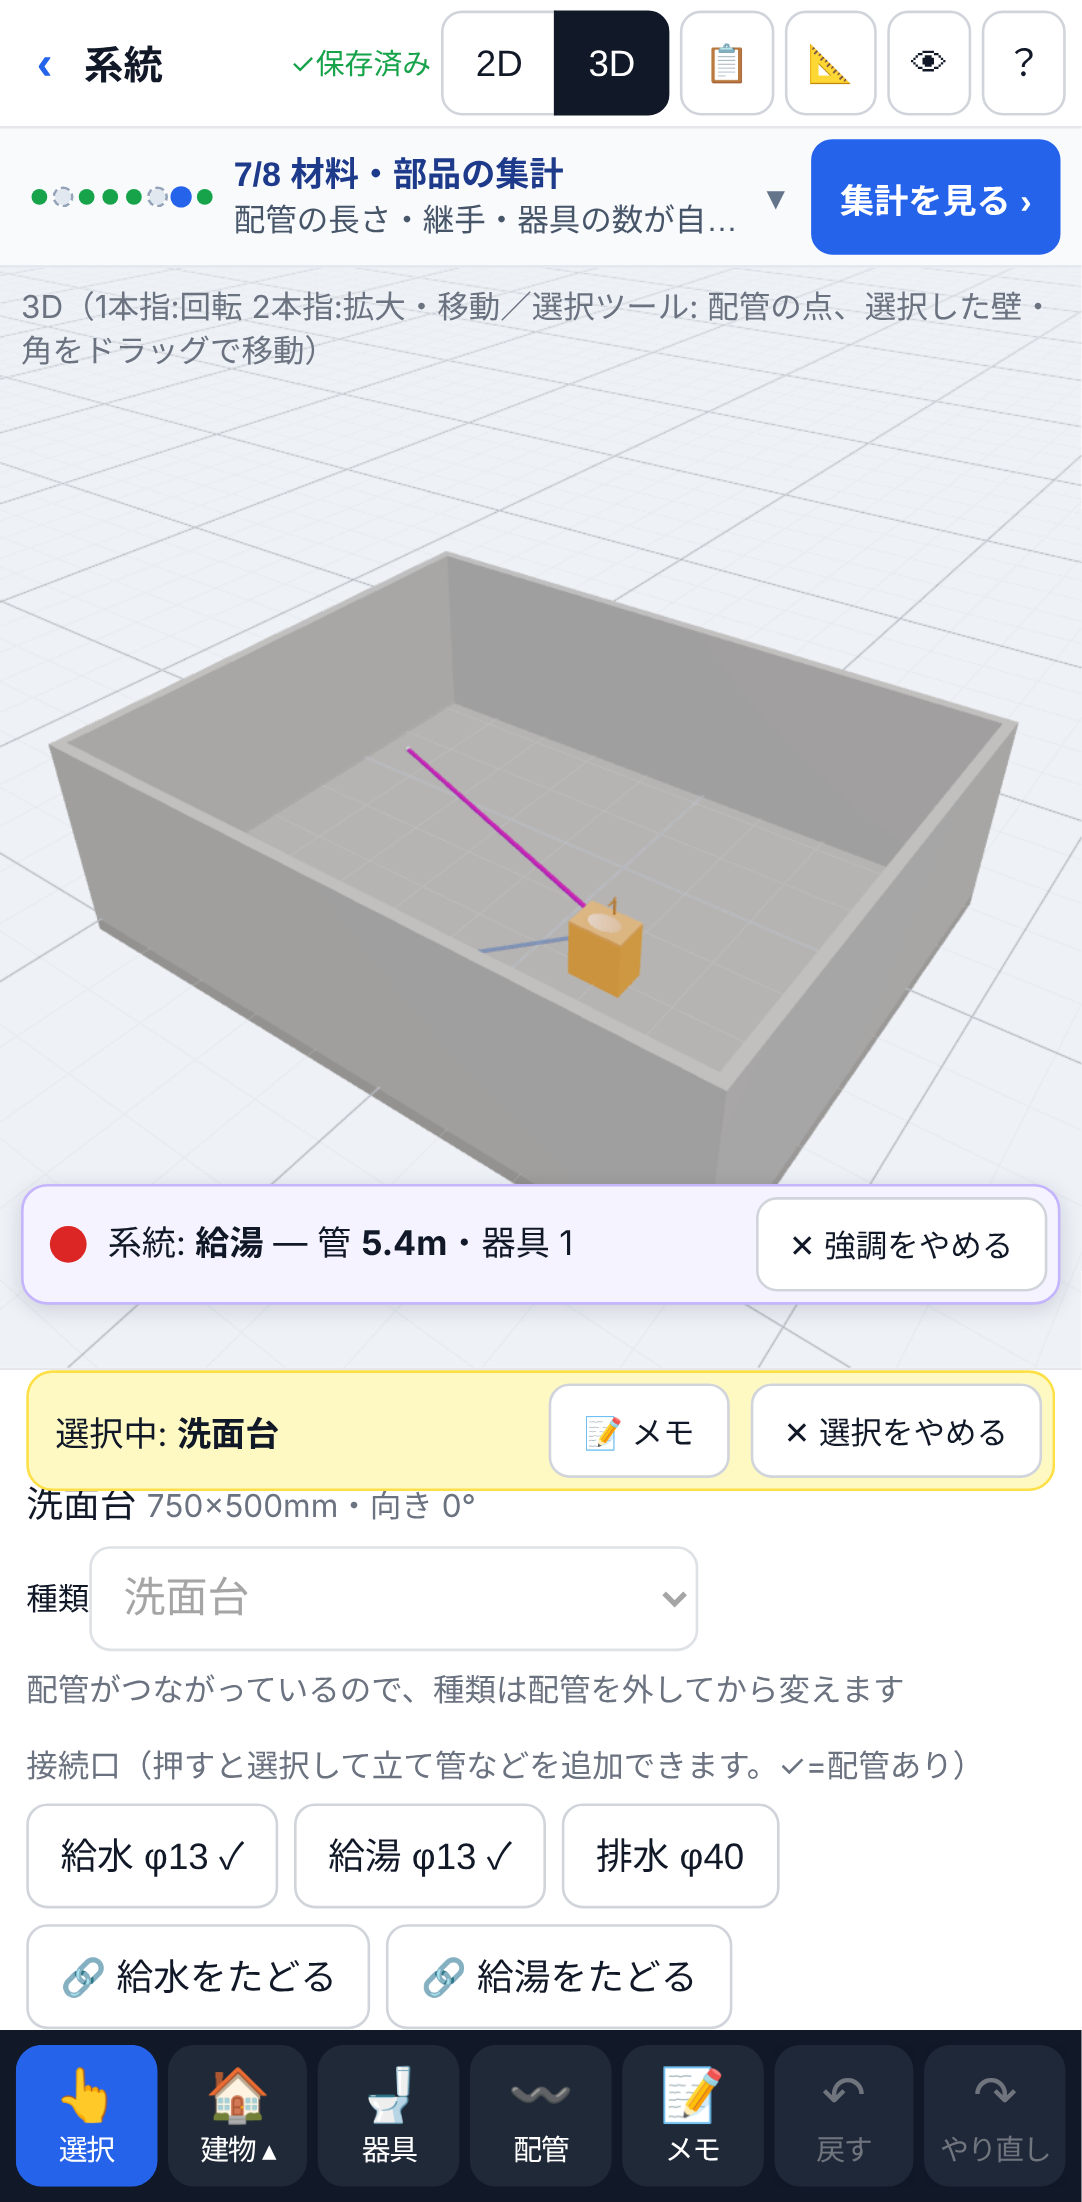 ‹ 系統 ✓保存済み 2D 3D ?
7/8 材料・部品の集計
配管の長さ・継手・器具の数が自… ▼ 集計を見る ›
3D（1本指:回転 2本指:拡大・移動／選択ツール: 配管の点、選択した壁・
角をドラッグで移動）
系統: 給湯 — 管 5.4m・器具 1 ✕ 強調をやめる
選択中: 洗面台 📝 メモ ✕ 選択をやめる
洗面台 750×500mm・向き 0°
種類 洗面台
配管がつながっているので、種類は配管を外してから変えます
接続口（押すと選択して立て管などを追加できます。✓=配管あり）
給水 φ13 ✓ 給湯 φ13 ✓ 排水 φ40
🔗 給水をたどる 🔗 給湯をたどる
選択 建物▲ 器具 配管 メモ 戻す やり直し